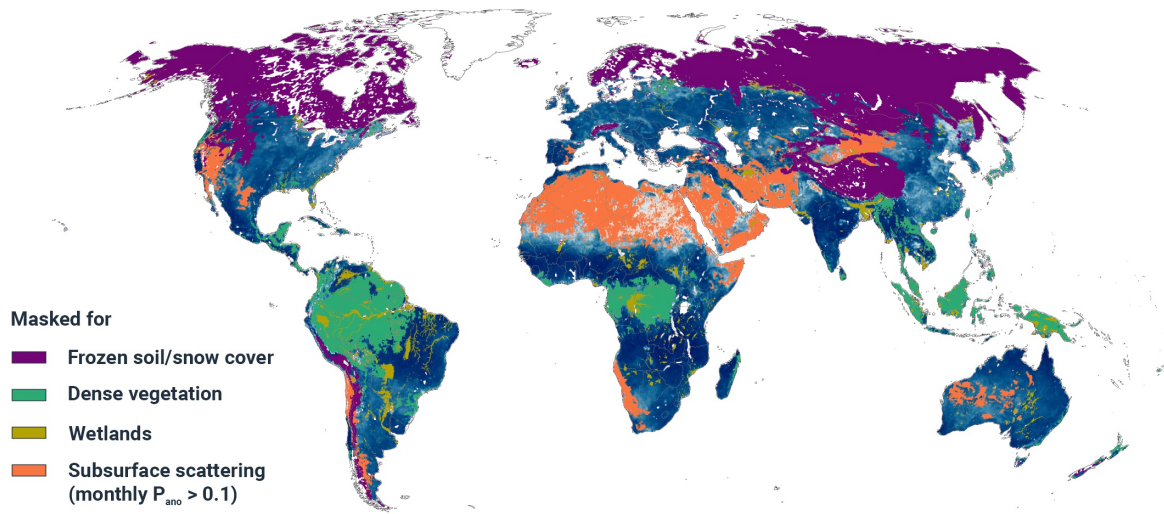 Masked for
Frozen soil/snow cover
Dense vegetation
Wetlands
Subsurface scattering
(monthly Pano > 0.1)